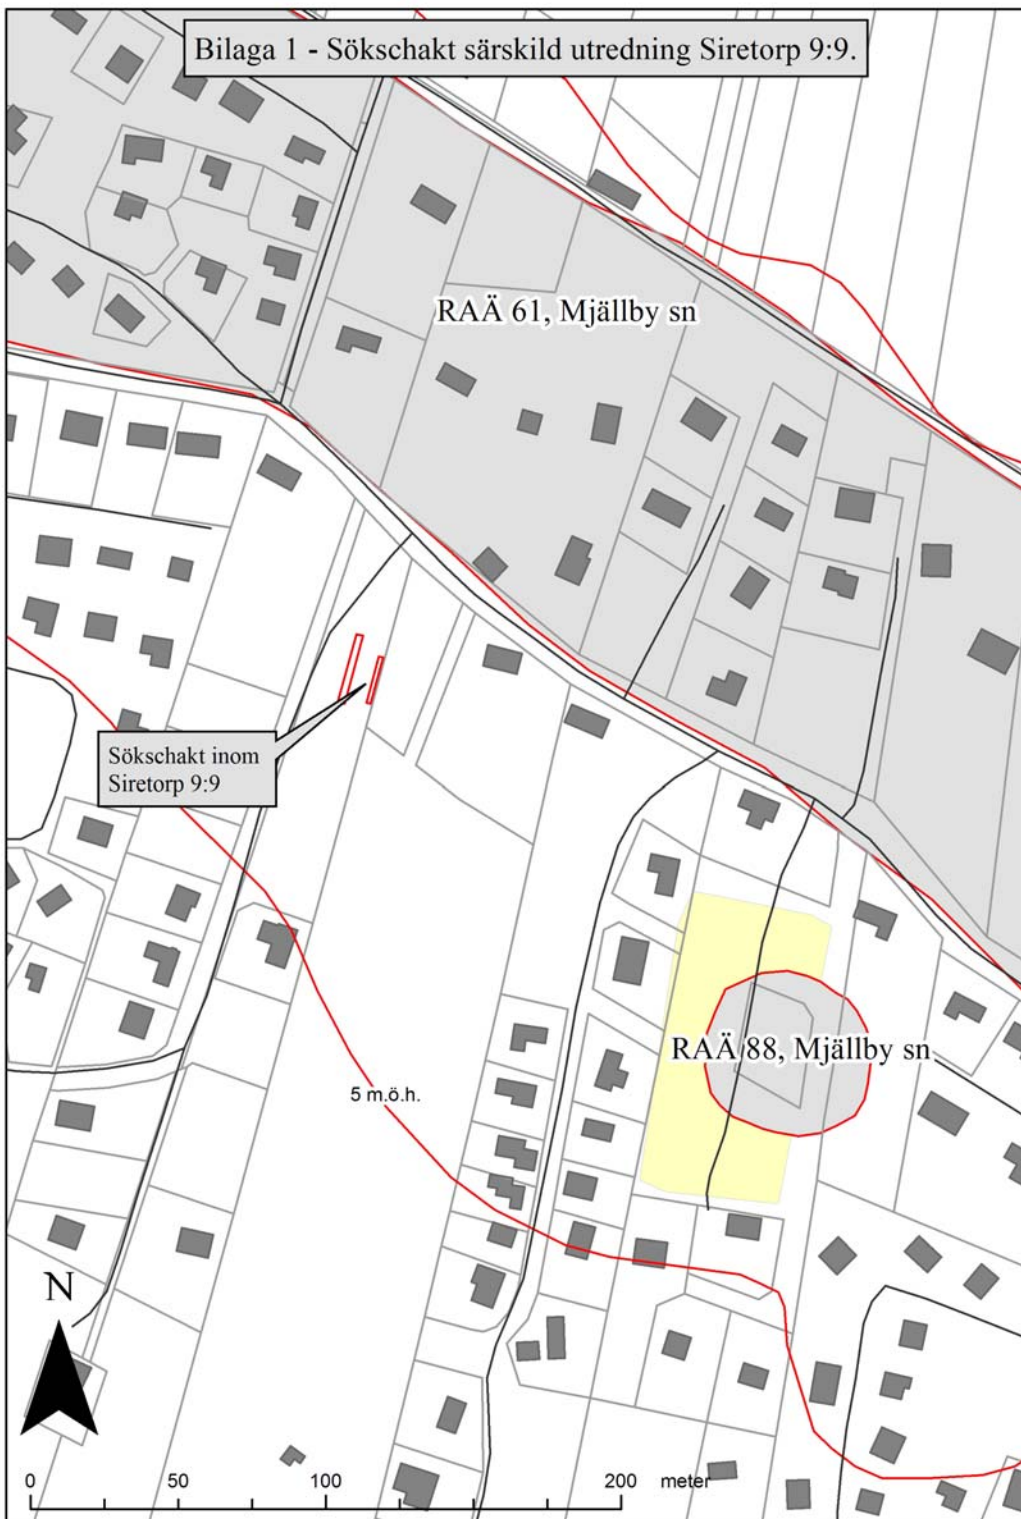 Bilaga 1 - Sökschakt särskild utredning Siretorp 9:9.
RAÄ 61, Mjällby sn
Sökschakt inom
Siretorp 9:9
RAÄ 88, Mjällby sn
5 m.ö.h.
N
0 50 100 200 meter